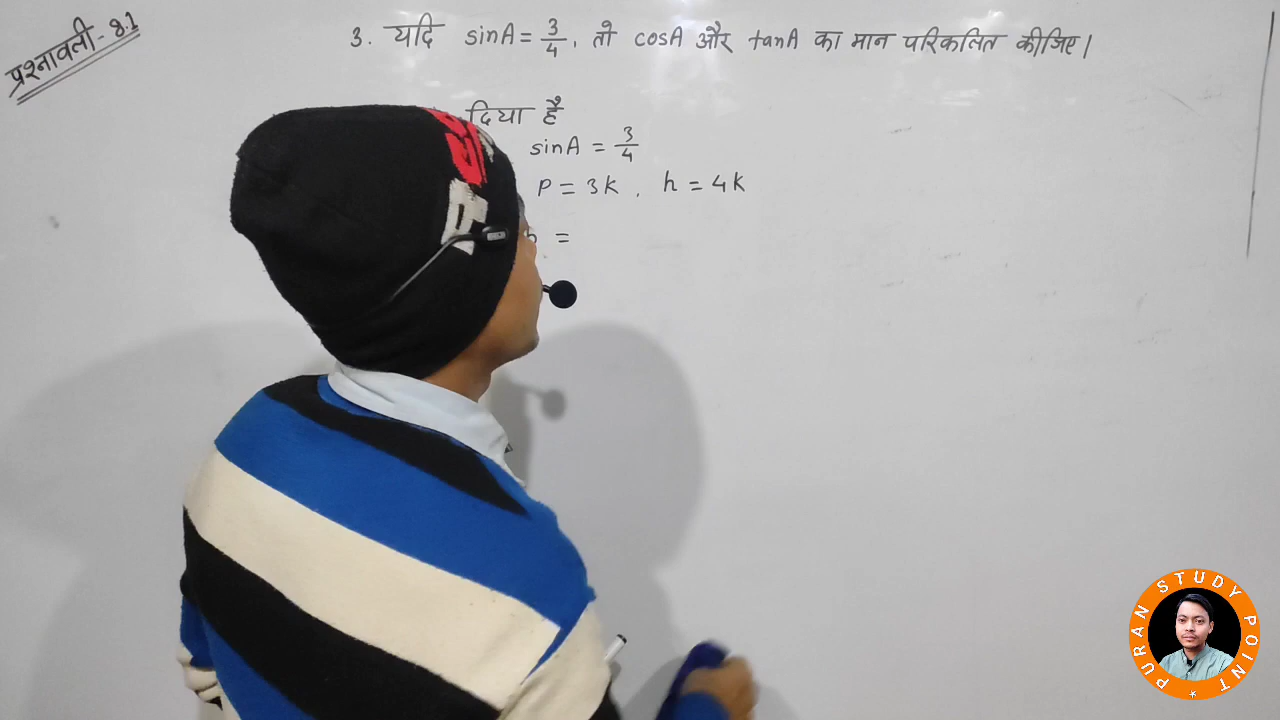 प्रश्नावली - 8.1
3. यदि sinA = 3/4, तो cosA और tanA का मान परिकलित कीजिए।
दिया है
sinA = 3/4
P = 3K , h = 4K
=
PURAN STUDY POINT